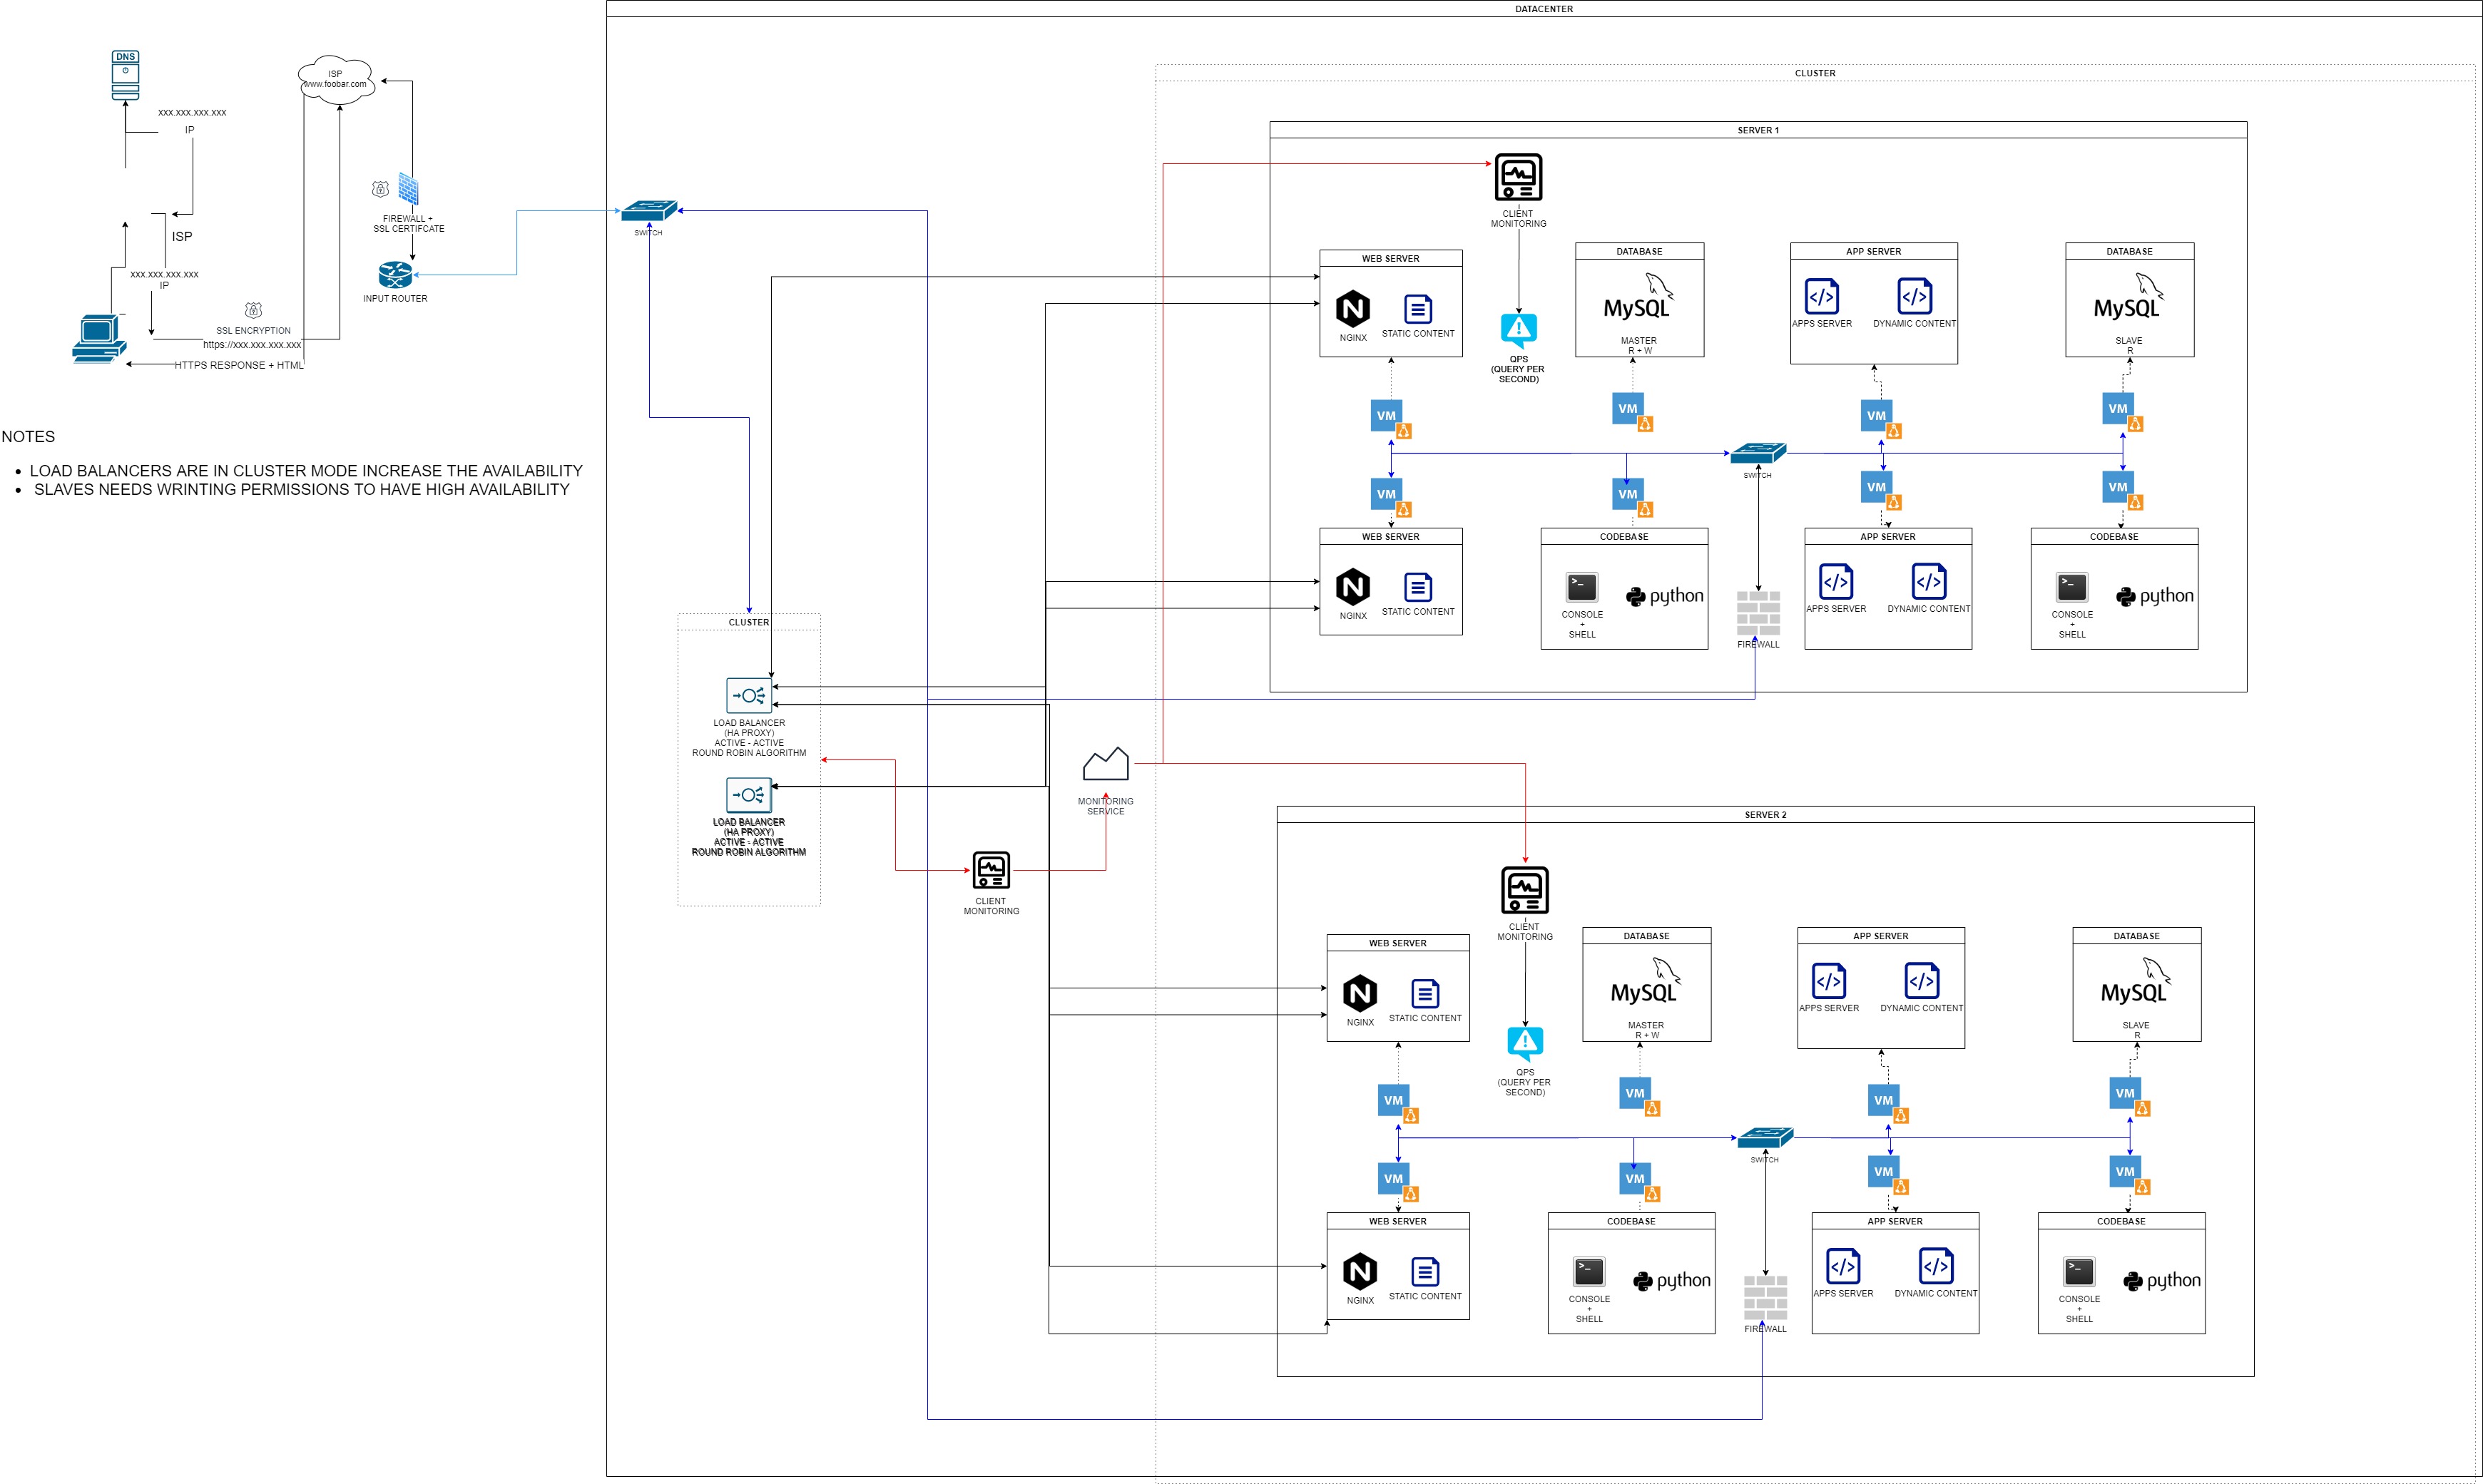 DATACENTER
CLUSTER
DNS
xxx.xxx.xxx.xxx
IP
ISP
www.foobar.com
FIREWALL +
SSL CERTIFCATE
INPUT ROUTER
ISP
xxx.xxx.xxx.xxx
IP
SSL ENCRYPTION
https://xxx.xxx.xxx.xxx
HTTPS RESPONSE + HTML
NOTES
• LOAD BALANCERS ARE IN CLUSTER MODE INCREASE THE AVAILABILITY
• SLAVES NEEDS WRINTING PERMISSIONS TO HAVE HIGH AVAILABILITY
SWITCH
CLUSTER
LOAD BALANCER
(HA PROXY)
ACTIVE - ACTIVE
ROUND ROBIN ALGORITHM
LOAD BALANCER
(HA PROXY)
ACTIVE - ACTIVE
ROUND ROBIN ALGORITHM
CLIENT
MONITORING
MONITORING
SERVICE
SERVER 1
CLIENT
MONITORING
QPS
(QUERY PER
SECOND)
WEB SERVER
NGINX
STATIC CONTENT
DATABASE
MySQL
MASTER
R + W
APP SERVER
</>
</>
APPS SERVER
DYNAMIC CONTENT
DATABASE
MySQL
SLAVE
R
VM
VM
VM
VM
SWITCH
VM
VM
VM
VM
WEB SERVER
NGINX
STATIC CONTENT
CODEBASE
>_
python
CONSOLE
+
SHELL
FIREWALL
APP SERVER
</>
</>
APPS SERVER
DYNAMIC CONTENT
CODEBASE
>_
python
CONSOLE
+
SHELL
SERVER 2
CLIENT
MONITORING
QPS
(QUERY PER
SECOND)
WEB SERVER
NGINX
STATIC CONTENT
DATABASE
MySQL
MASTER
R + W
APP SERVER
</>
</>
APPS SERVER
DYNAMIC CONTENT
DATABASE
MySQL
SLAVE
R
VM
VM
VM
VM
SWITCH
VM
VM
VM
VM
WEB SERVER
NGINX
STATIC CONTENT
CODEBASE
>_
python
CONSOLE
+
SHELL
FIREWALL
APP SERVER
</>
</>
APPS SERVER
DYNAMIC CONTENT
CODEBASE
>_
python
CONSOLE
+
SHELL